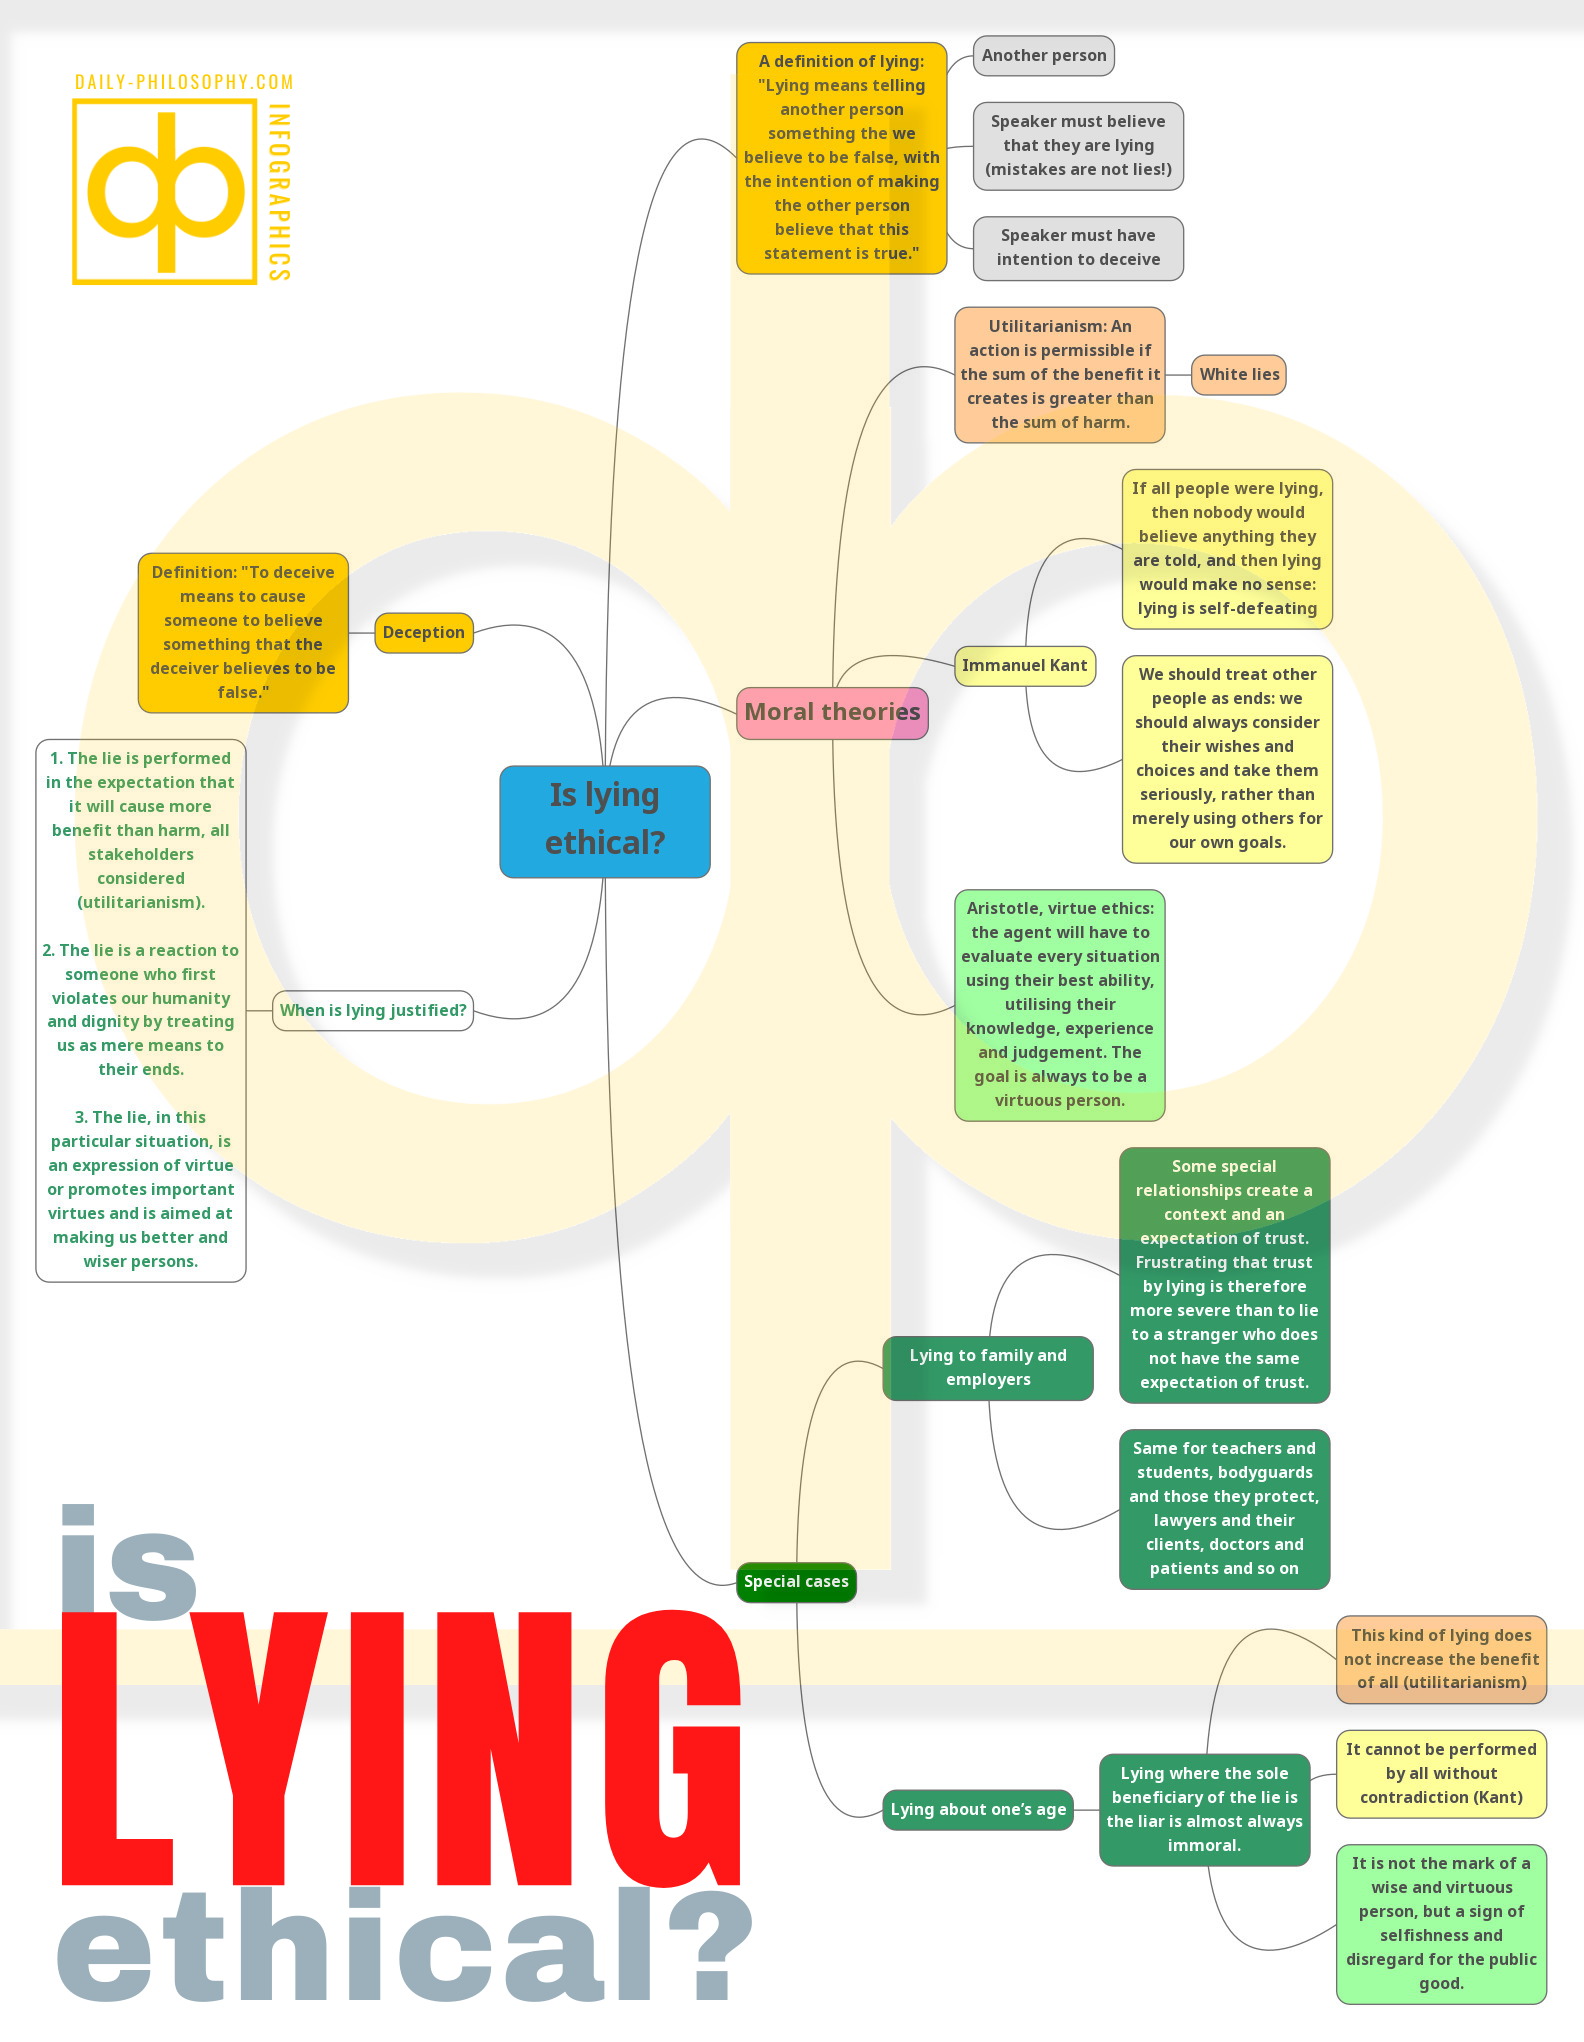 DAILY-PHILOSOPHY.COM
INFOGRAPHICS
A definition of lying:
"Lying means telling
another person
something the we
believe to be false, with
the intention of making
the other person
believe that this
statement is true."
Another person
Speaker must believe
that they are lying
(mistakes are not lies!)
Speaker must have
intention to deceive
Utilitarianism: An
action is permissible if
the sum of the benefit it
creates is greater than
the sum of harm.
White lies
If all people were lying,
then nobody would
believe anything they
are told, and then lying
would make no sense:
lying is self-defeating
Immanuel Kant
We should treat other
people as ends: we
should always consider
their wishes and
choices and take them
seriously, rather than
merely using others for
our own goals.
Moral theories
Definition: "To deceive
means to cause
someone to believe
something that the
deceiver believes to be
false."
Deception
Is lying
ethical?
1. The lie is performed
in the expectation that
it will cause more
benefit than harm, all
stakeholders
considered
(utilitarianism).
2. The lie is a reaction to
someone who first
violates our humanity
and dignity by treating
us as mere means to
their ends.
3. The lie, in this
particular situation, is
an expression of virtue
or promotes important
virtues and is aimed at
making us better and
wiser persons.
When is lying justified?
Aristotle, virtue ethics:
the agent will have to
evaluate every situation
using their best ability,
utilising their
knowledge, experience
and judgement. The
goal is always to be a
virtuous person.
Some special
relationships create a
context and an
expectation of trust.
Frustrating that trust
by lying is therefore
more severe than to lie
to a stranger who does
not have the same
expectation of trust.
Lying to family and
employers
Same for teachers and
students, bodyguards
and those they protect,
lawyers and their
clients, doctors and
patients and so on
Special cases
This kind of lying does
not increase the benefit
of all (utilitarianism)
It cannot be performed
by all without
contradiction (Kant)
Lying about one’s age
Lying where the sole
beneficiary of the lie is
the liar is almost always
immoral.
It is not the mark of a
wise and virtuous
person, but a sign of
selfishness and
disregard for the public
good.
is
LYING
ethical?